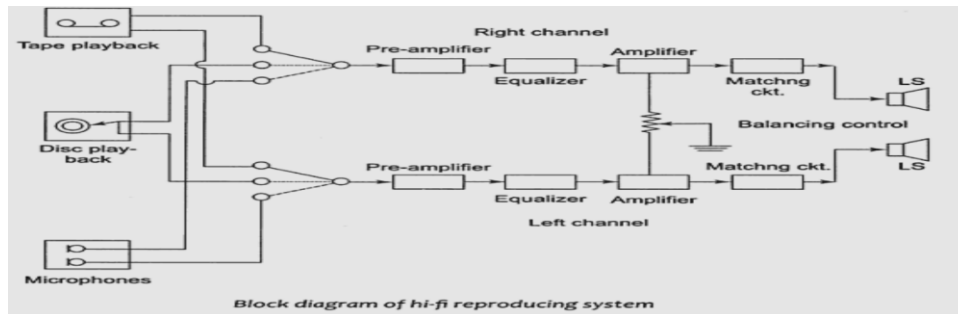 Tape playback
Right channel
Pre-amplifier
Equalizer
Amplifier
Matchng
ckt.
LS
Disc play-
back
Balancing control
LS
Pre-amplifier
Equalizer
Amplifier
Matchng ckt.
Left channel
Microphones
Block diagram of hi-fi reproducing system